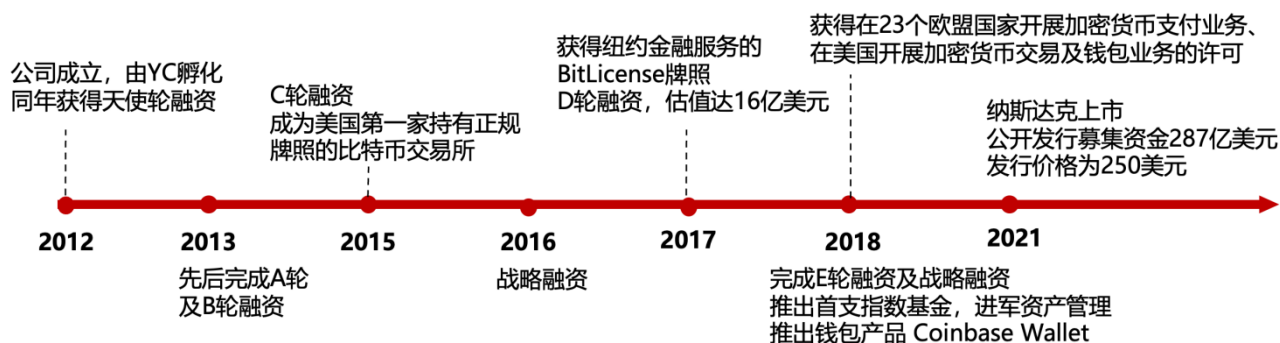 公司成立，由YC孵化
同年获得天使轮融资
C轮融资
成为美国第一家持有正规
牌照的比特币交易所
获得纽约金融服务的
BitLicense牌照
D轮融资，估值达16亿美元
获得在23个欧盟国家开展加密货币支付业务、
在美国开展加密货币交易及钱包业务的许可
纳斯达克上市
公开发行募集资金287亿美元
发行价格为250美元
2012
2013
2015
2016
2017
2018
2021
先后完成A轮
及B轮融资
战略融资
完成E轮融资及战略融资
推出首支指数基金，进军资产管理
推出钱包产品 Coinbase Wallet